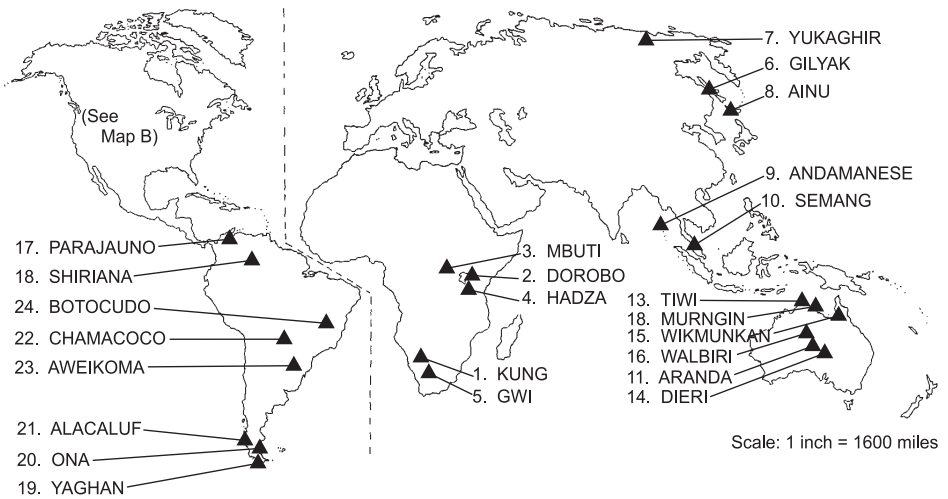 7. YUKAGHIR
6. GILYAK
8. AINU
(See
Map B)
9. ANDAMANESE
10. SEMANG
17. PARAJAUNO
3. MBUTI
18. SHIRIANA
2. DOROBO
4. HADZA
24. BOTOCUDO
13. TIWI
18. MURNGIN
22. CHAMACOCO
15. WIKMUNKAN
16. WALBIRI
23. AWEIKOMA
1. KUNG
11. ARANDA
5. GWI
14. DIERI
21. ALACALUF
Scale: 1 inch = 1600 miles
20. ONA
19. YAGHAN